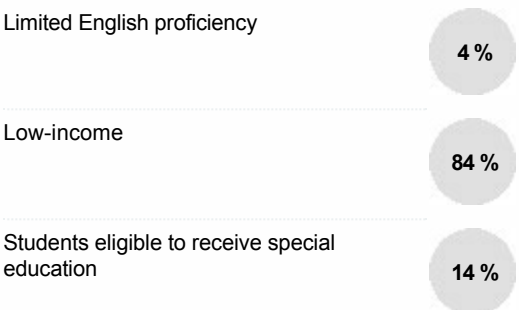 Limited English proficiency
4 %
Low-income
84 %
Students eligible to receive special
education
14 %